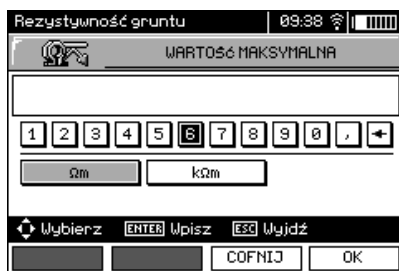 Rezystywność gruntu 09:38
WARTOŚĆ MAKSYMALNA
1 2 3 4 5 6 7 8 9 0 ,
Ωm kΩm
Wybierz ENTER Wpisz ESC Wyjdź
COFNIJ OK